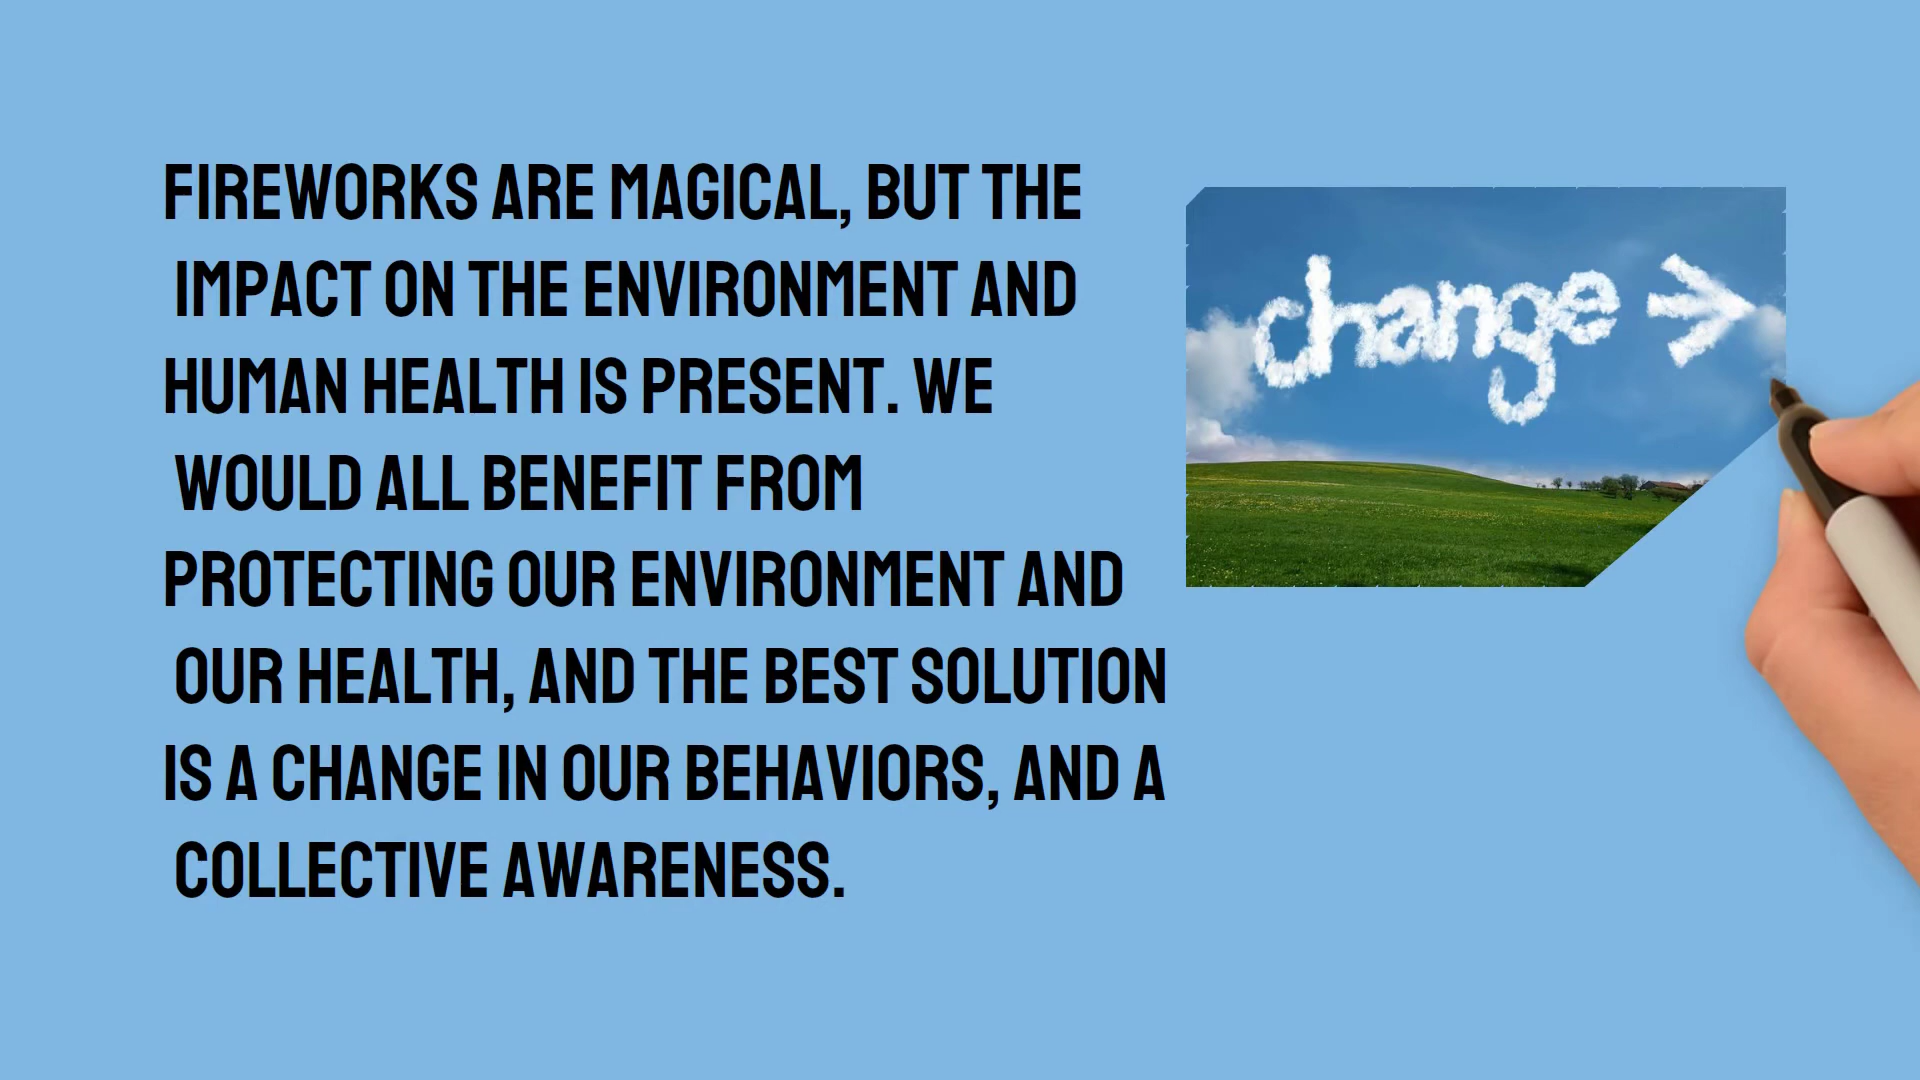 FIREWORKS ARE MAGICAL, BUT THE
IMPACT ON THE ENVIRONMENT AND
HUMAN HEALTH IS PRESENT. WE
WOULD ALL BENEFIT FROM
PROTECTING OUR ENVIRONMENT AND
OUR HEALTH, AND THE BEST SOLUTION
IS A CHANGE IN OUR BEHAVIORS, AND A
COLLECTIVE AWARENESS.
change →